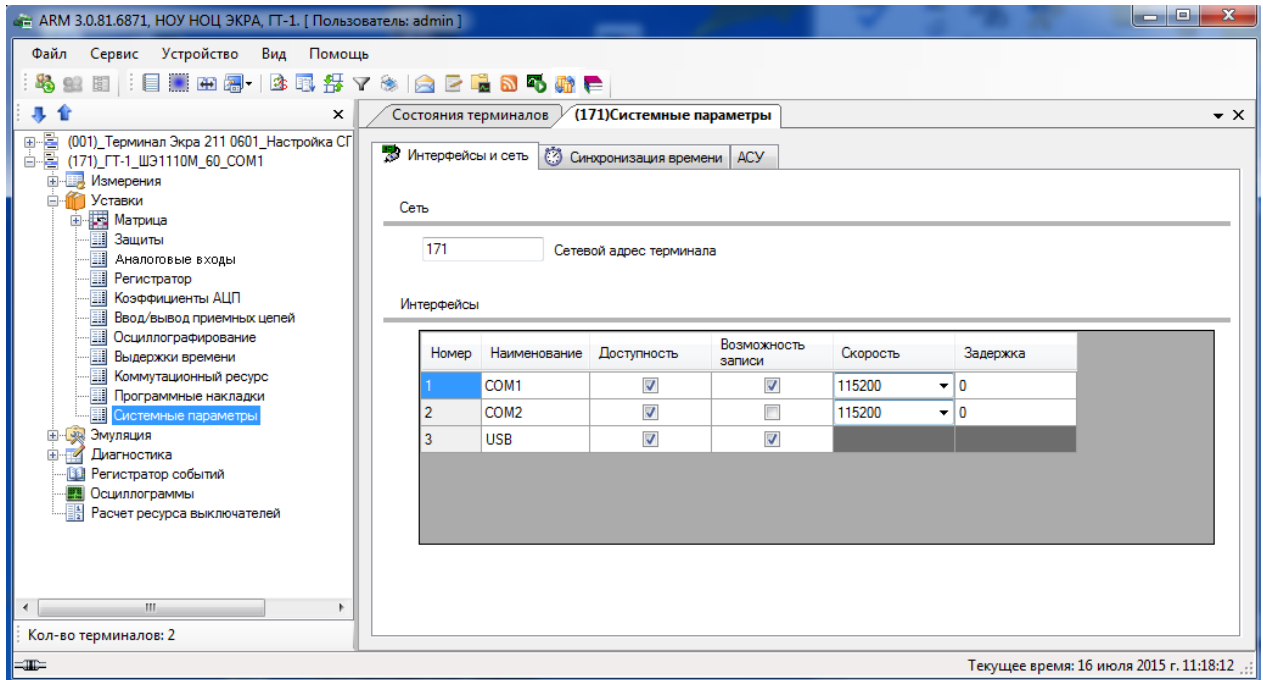 ARM 3.0.81.6871, НОУ НОЦ ЭКРА, ГТ-1. [ Пользователь: admin ]
Файл Сервис Устройство Вид Помощь
Состояния терминалов (171)Системные параметры
(001)_Терминал Экра 211 0601_Настройка СГ
(171)_ГТ-1_ШЭ1110М_60_COM1
Измерения
Уставки
Матрица
Защиты
Аналоговые входы
Регистратор
Коэффициенты АЦП
Ввод/вывод приемных цепей
Осциллографирование
Выдержки времени
Коммутационный ресурс
Программные накладки
Системные параметры
Эмуляция
Диагностика
Регистратор событий
Осциллограммы
Расчет ресурса выключателей
Кол-во терминалов: 2
Интерфейсы и сеть Синхронизация времени АСУ
Сеть
171 Сетевой адрес терминала
Интерфейсы
Номер Наименование Доступность Возможность записи Скорость Задержка
1 COM1 115200 0
2 COM2 115200 0
3 USB
Текущее время: 16 июля 2015 г. 11:18:12